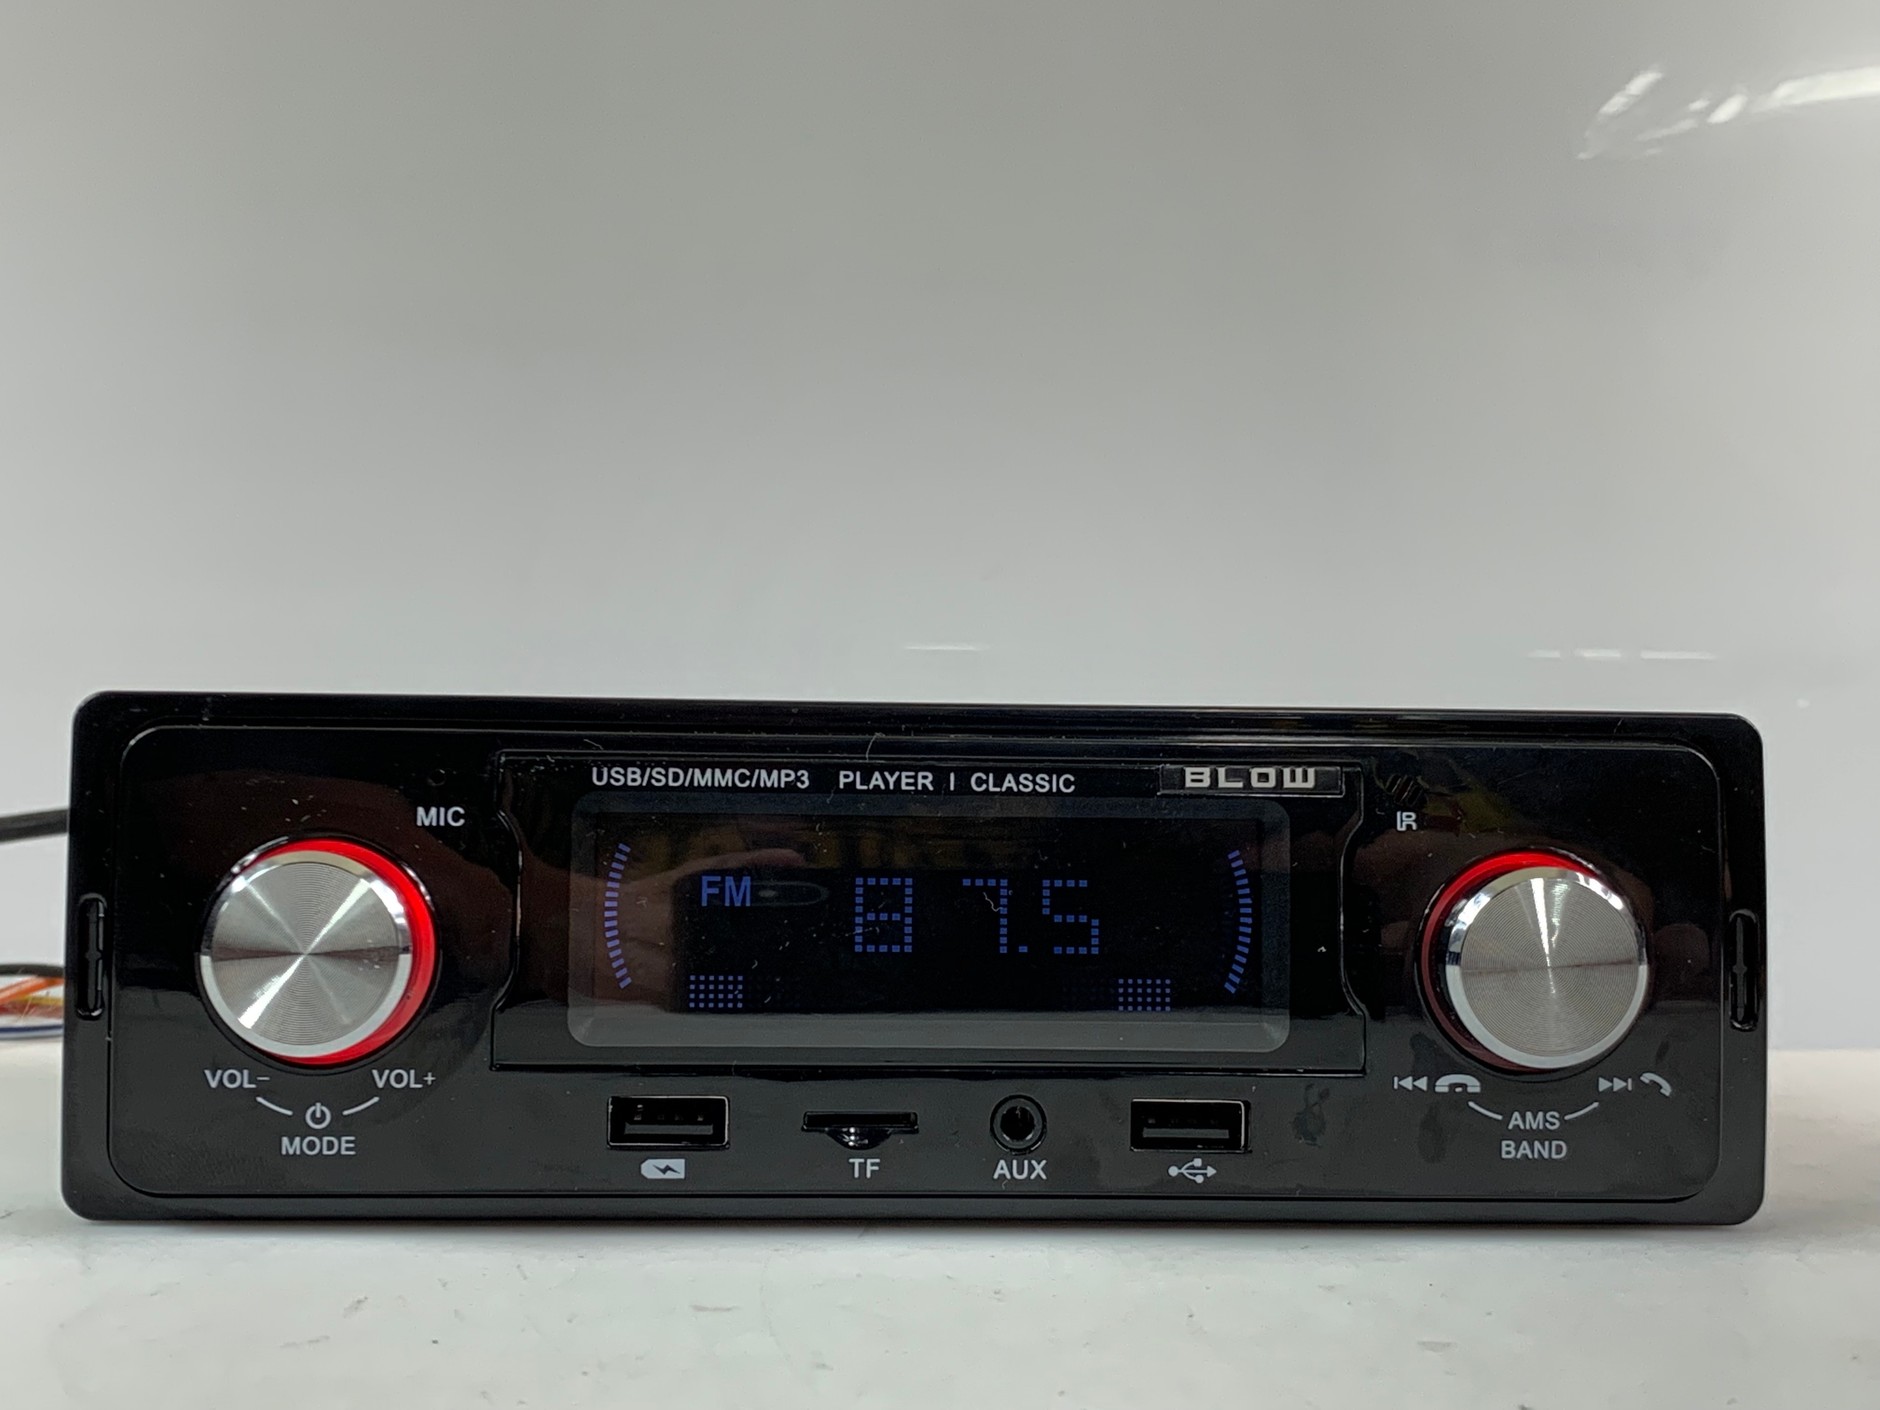 USB/SD/MMC/MP3 PLAYER | CLASSIC BLOW
MIC
IR
FM 87.5
VOL- VOL+
MODE
AMS
BAND
TF
AUX